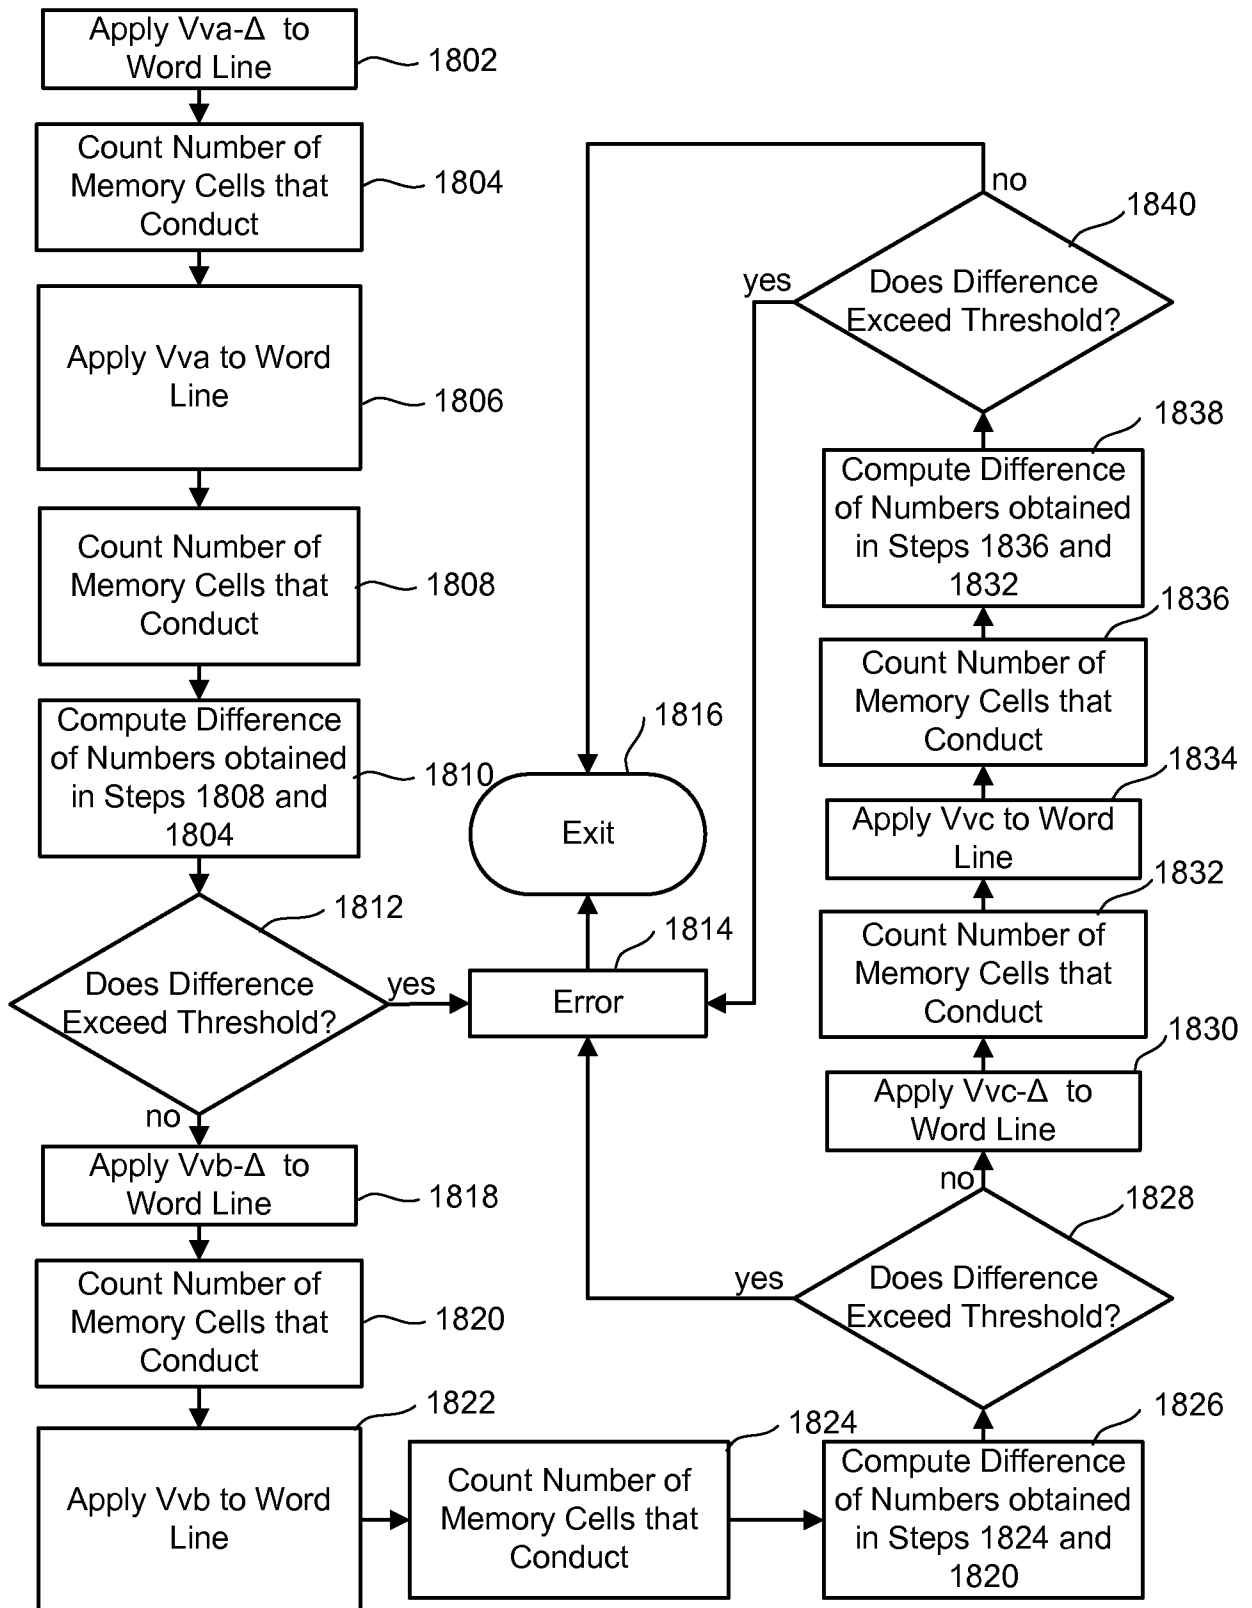 Apply Vva-Δ to
Word Line
1802
Count Number of
Memory Cells that
Conduct
1804
Apply Vva to Word
Line
1806
Count Number of
Memory Cells that
Conduct
1808
Compute Difference
of Numbers obtained
in Steps 1808 and
1804
1810
Does Difference
Exceed Threshold?
1812
yes
no
Error
1814
Exit
1816
Apply Vvb-Δ to
Word Line
1818
Count Number of
Memory Cells that
Conduct
1820
Apply Vvb to Word
Line
1822
Count Number of
Memory Cells that
Conduct
1824
Compute Difference
of Numbers obtained
in Steps 1824 and
1820
1826
Does Difference
Exceed Threshold?
1828
yes
no
Apply Vvc-Δ to
Word Line
1830
Count Number of
Memory Cells that
Conduct
1832
Apply Vvc to Word
Line
1834
Count Number of
Memory Cells that
Conduct
1836
Compute Difference
of Numbers obtained
in Steps 1836 and
1832
1838
Does Difference
Exceed Threshold?
1840
yes
no